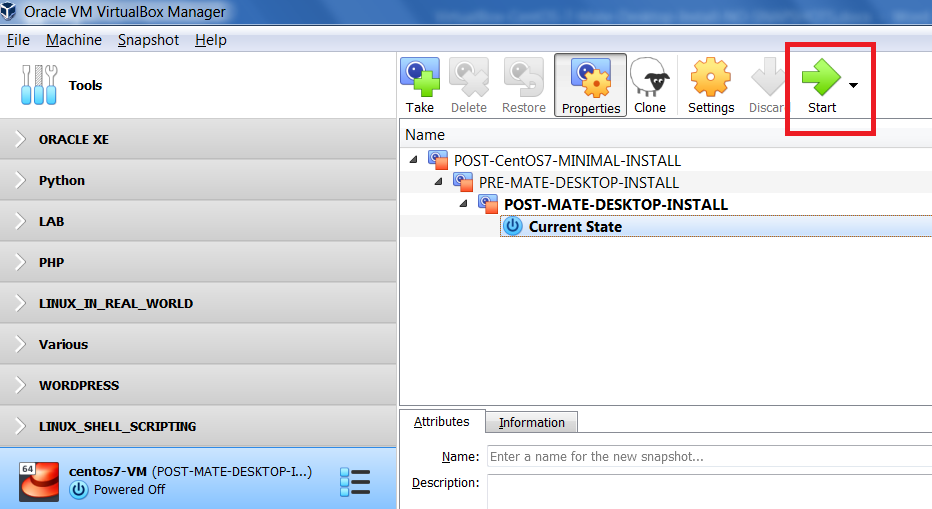 Oracle VM VirtualBox Manager
File Machine Snapshot Help
Tools
Take Delete Restore Properties Clone Settings Discar Start
Name
ORACLE XE
POST-CentOS7-MINIMAL-INSTALL
Python
PRE-MATE-DESKTOP-INSTALL
POST-MATE-DESKTOP-INSTALL
LAB
Current State
PHP
LINUX_IN_REAL_WORLD
Various
WORDPRESS
LINUX_SHELL_SCRIPTING
Attributes Information
Name: Enter a name for the new snapshot...
Description:
64
centos7-VM (POST-MATE-DESKTOP-I...)
Powered Off